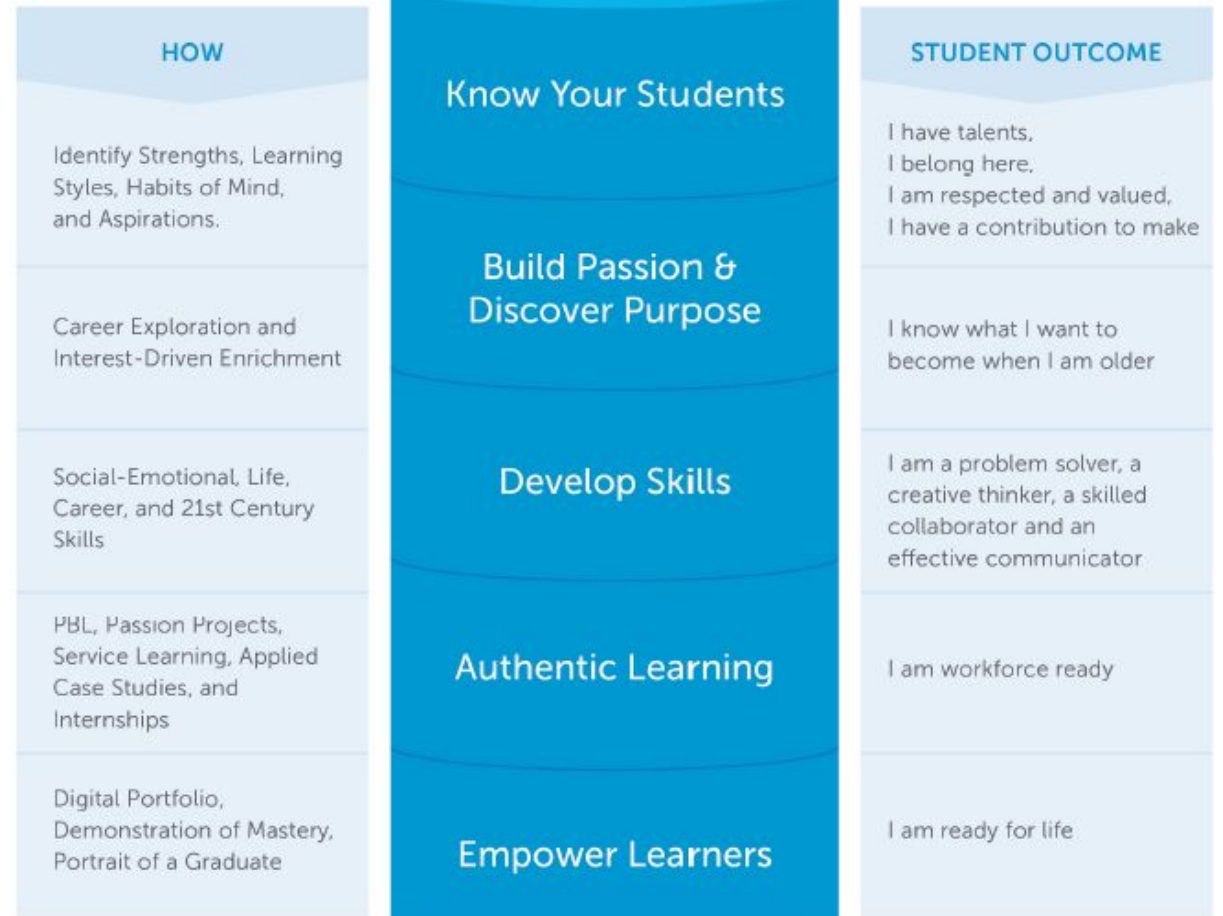 HOW
Identify Strengths, Learning
Styles, Habits of Mind,
and Aspirations.
Career Exploration and
Interest-Driven Enrichment
Social-Emotional, Life,
Career, and 21st Century
Skills
PBL, Passion Projects,
Service Learning, Applied
Case Studies, and
Internships
Digital Portfolio,
Demonstration of Mastery,
Portrait of a Graduate
Know Your Students
Build Passion &
Discover Purpose
Develop Skills
Authentic Learning
Empower Learners
STUDENT OUTCOME
I have talents,
I belong here,
I am respected and valued,
I have a contribution to make
I know what I want to
become when I am older
I am a problem solver, a
creative thinker, a skilled
collaborator and an
effective communicator
I am workforce ready
I am ready for life